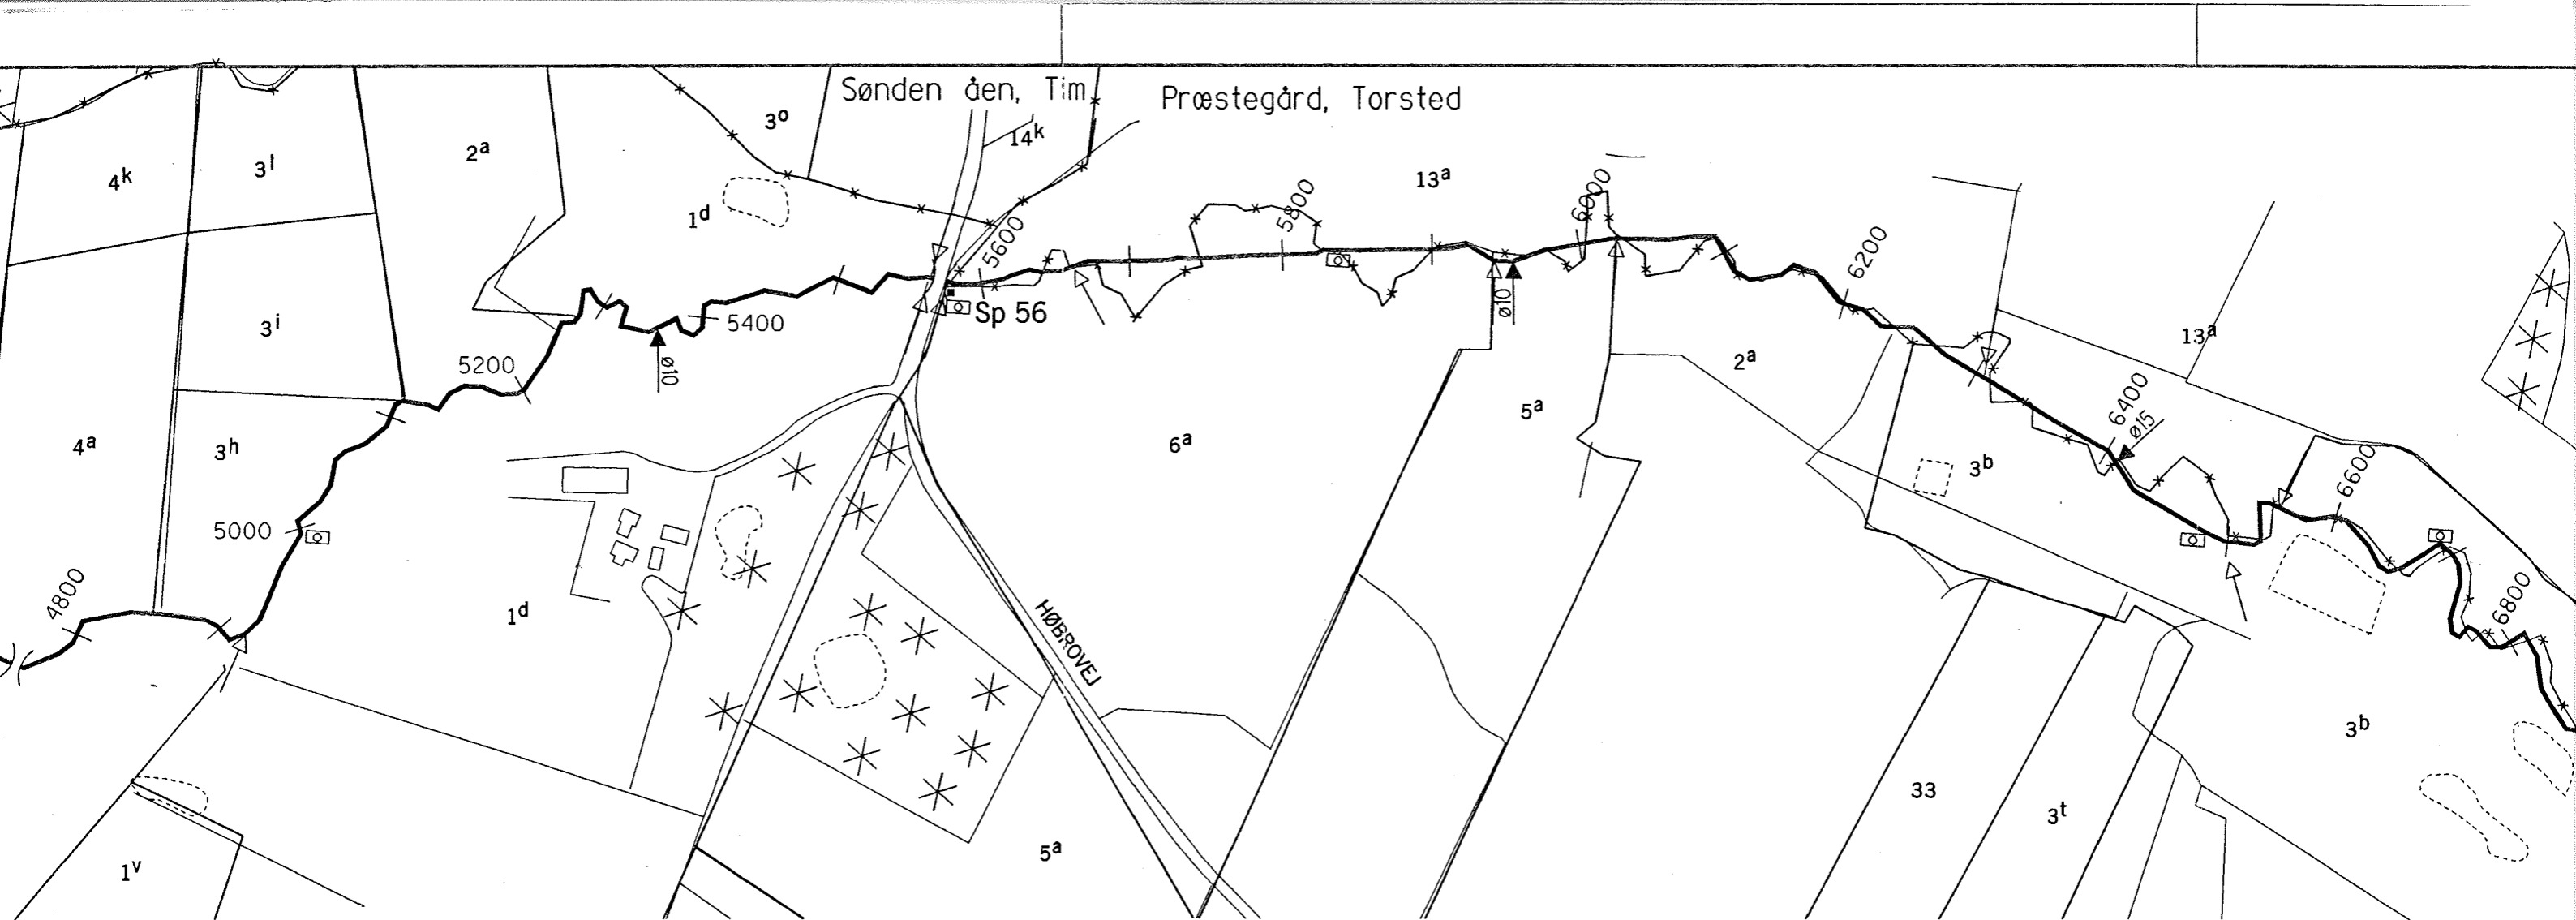 Sønden åen, Tim
Præstegård, Torsted
3o
14k
2a
3l
4k
1d
13a
5600
5800
6000
6200
13a
3i
5400
Sp 56
ø10
ø10
5200
2a
6400
ø15
5a
4a
3h
6a
3b
6600
5000
4800
1d
HØBROVEJ
6800
3b
33
3t
5a
1v